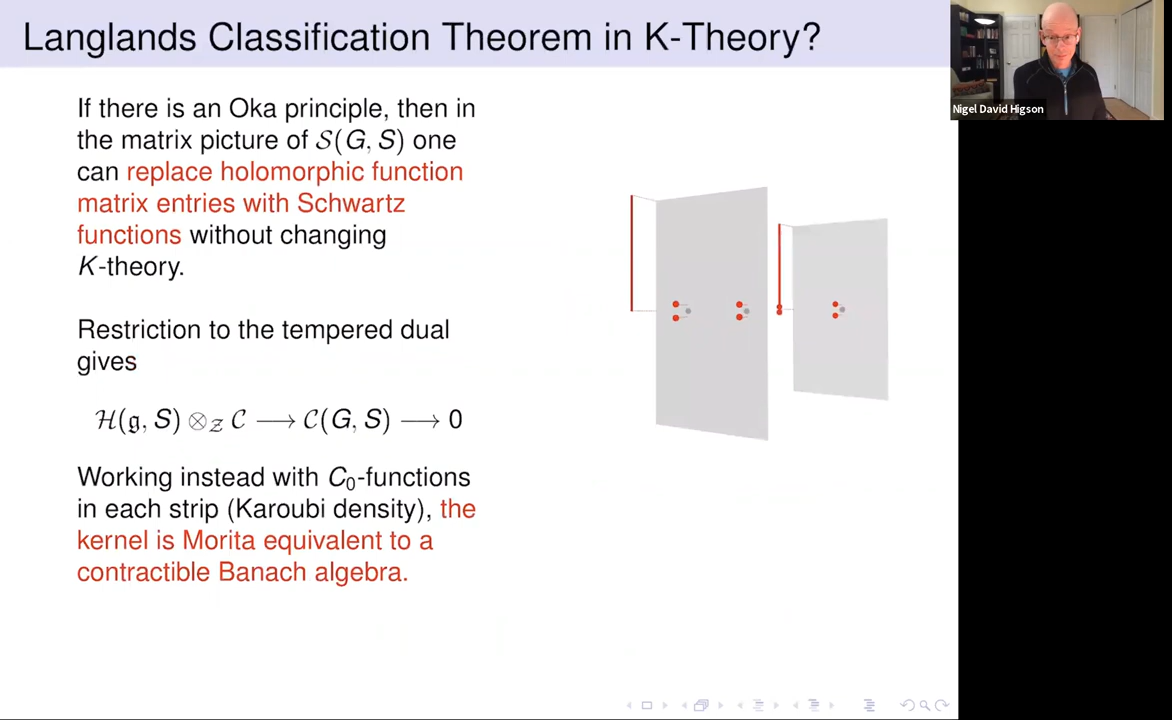 Langlands Classification Theorem in K-Theory?
If there is an Oka principle, then in
the matrix picture of 𝒮(G, S) one
can replace holomorphic function
matrix entries with Schwartz
functions without changing
K-theory.
Restriction to the tempered dual
gives
ℋ(𝔤, S) ⊗_𝒵 𝒞 ⟶ 𝒞(G, S) ⟶ 0
Working instead with C₀-functions
in each strip (Karoubi density), the
kernel is Morita equivalent to a
contractible Banach algebra.
Nigel David Higson